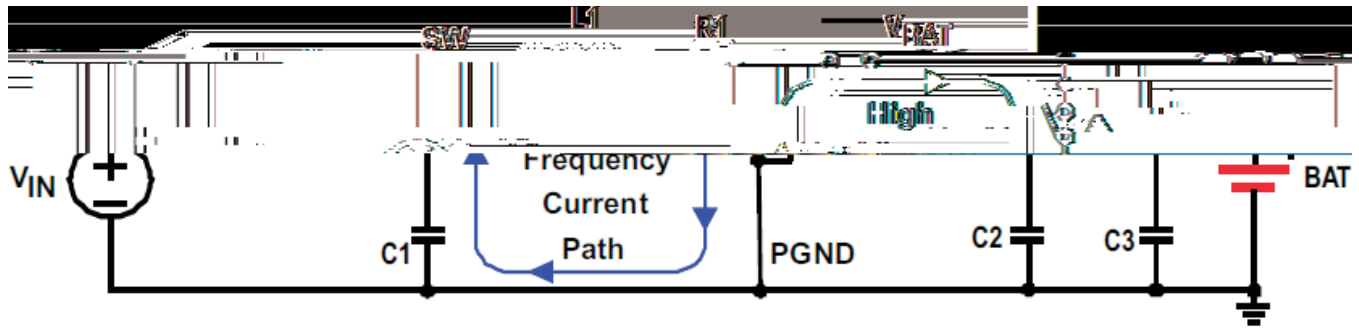 L1
R1
VBAT
SW
High
Frequency
Current
Path
VIN
C1
PGND
C2
C3
BAT